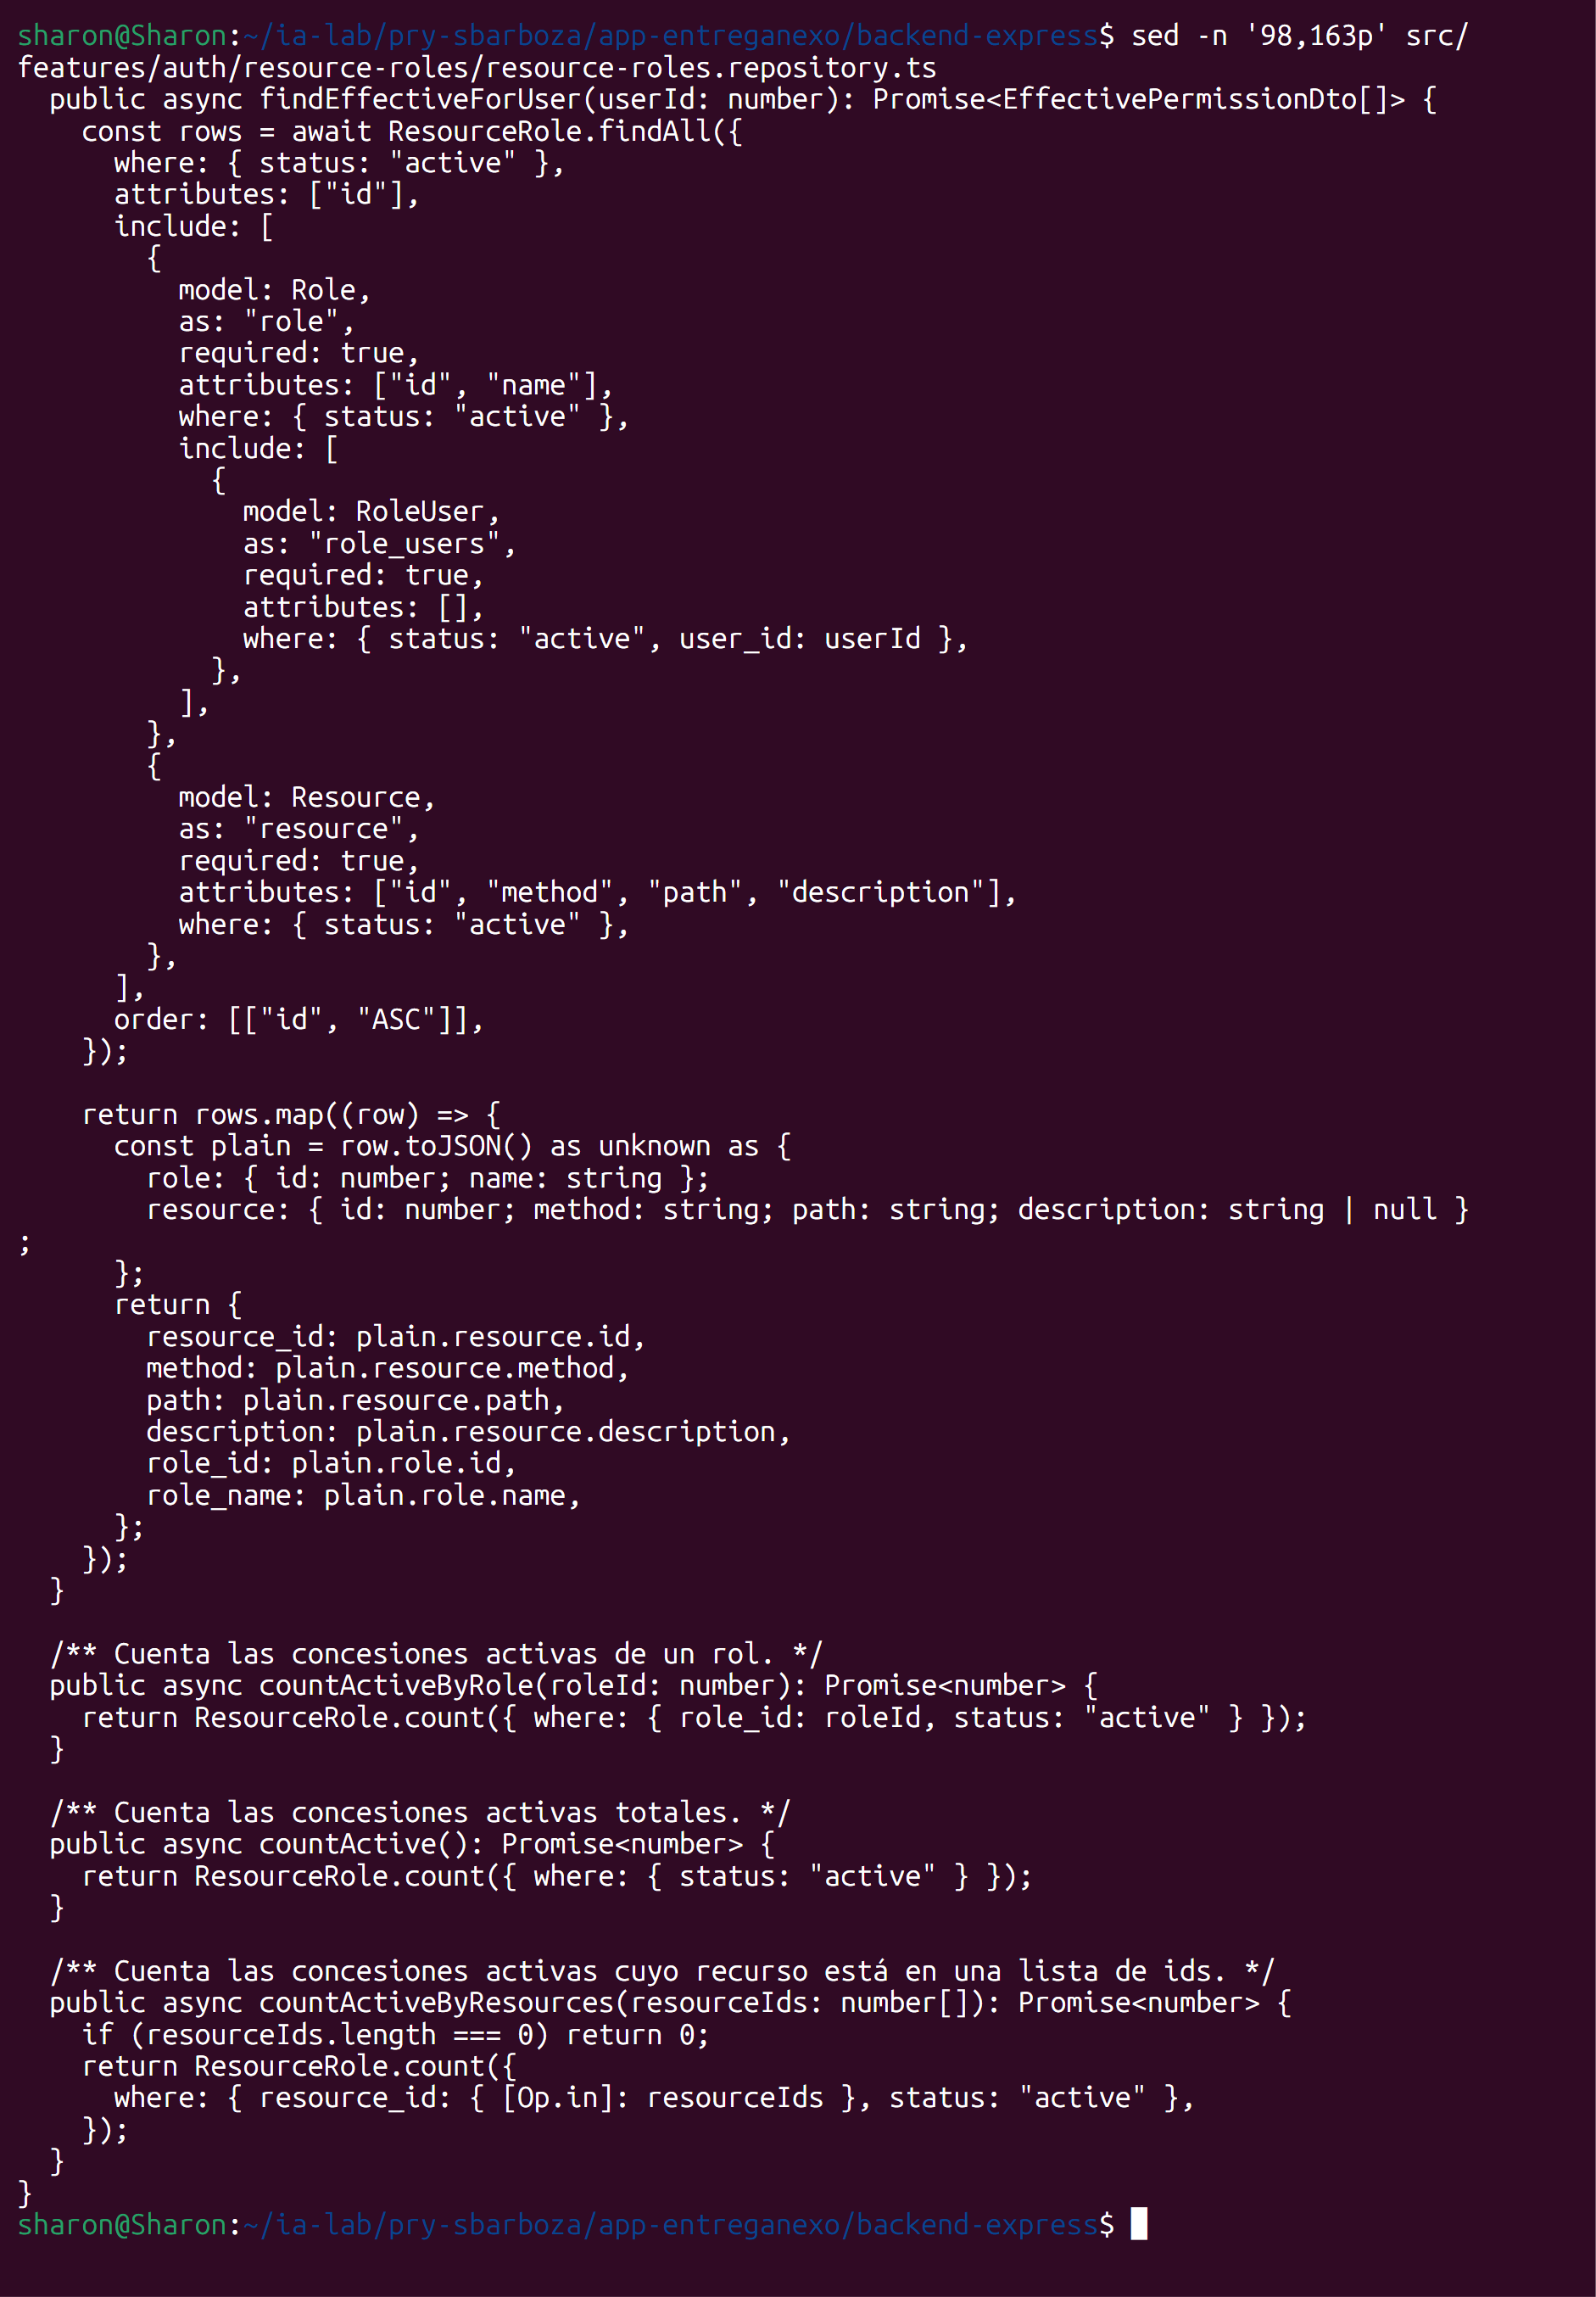 sharon@Sharon:~/ia-lab/pry-sbarboza/app-entreganexo/backend-express$ sed -n '98,163p' src/
features/auth/resource-roles/resource-roles.repository.ts
  public async findEffectiveForUser(userId: number): Promise<EffectivePermissionDto[]> {
    const rows = await ResourceRole.findAll({
      where: { status: "active" },
      attributes: ["id"],
      include: [
        {
          model: Role,
          as: "role",
          required: true,
          attributes: ["id", "name"],
          where: { status: "active" },
          include: [
            {
              model: RoleUser,
              as: "role_users",
              required: true,
              attributes: [],
              where: { status: "active", user_id: userId },
            },
          ],
        },
        {
          model: Resource,
          as: "resource",
          required: true,
          attributes: ["id", "method", "path", "description"],
          where: { status: "active" },
        },
      ],
      order: [["id", "ASC"]],
    });

    return rows.map((row) => {
      const plain = row.toJSON() as unknown as {
        role: { id: number; name: string };
        resource: { id: number; method: string; path: string; description: string | null }
;
      };
      return {
        resource_id: plain.resource.id,
        method: plain.resource.method,
        path: plain.resource.path,
        description: plain.resource.description,
        role_id: plain.role.id,
        role_name: plain.role.name,
      };
    });
  }

  /** Cuenta las concesiones activas de un rol. */
  public async countActiveByRole(roleId: number): Promise<number> {
    return ResourceRole.count({ where: { role_id: roleId, status: "active" } });
  }

  /** Cuenta las concesiones activas totales. */
  public async countActive(): Promise<number> {
    return ResourceRole.count({ where: { status: "active" } });
  }

  /** Cuenta las concesiones activas cuyo recurso está en una lista de ids. */
  public async countActiveByResources(resourceIds: number[]): Promise<number> {
    if (resourceIds.length === 0) return 0;
    return ResourceRole.count({
      where: { resource_id: { [Op.in]: resourceIds }, status: "active" },
    });
  }
}
sharon@Sharon:~/ia-lab/pry-sbarboza/app-entreganexo/backend-express$